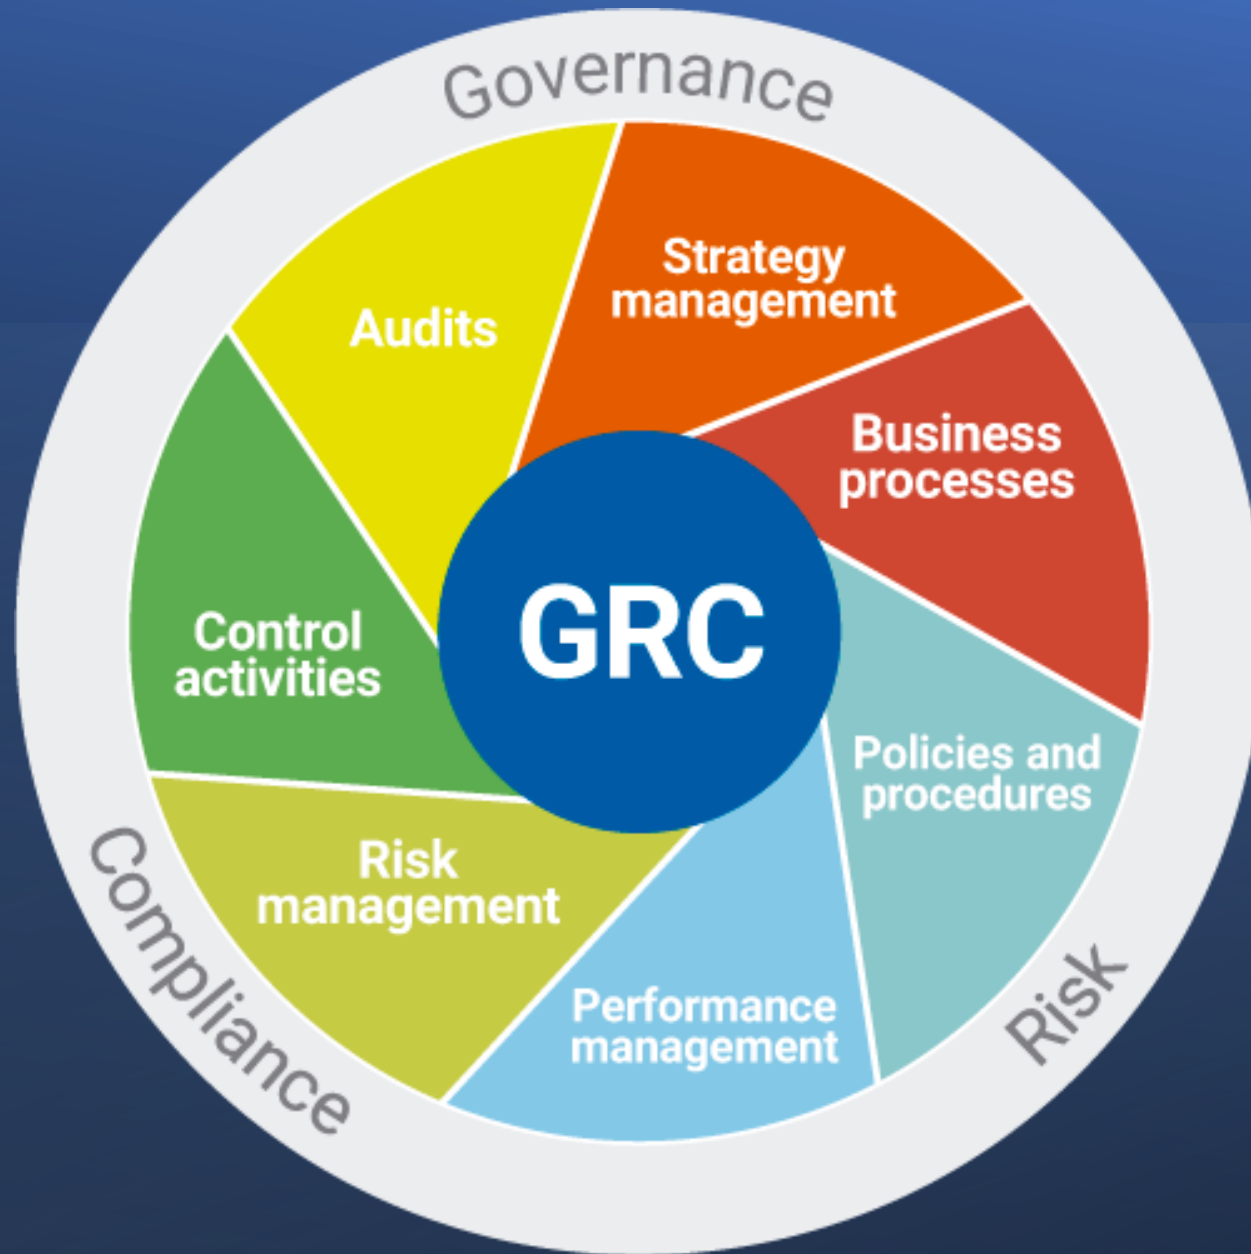 Governance
Strategy
management
Audits
Business
processes
GRC
Control
activities
Policies and
procedures
Risk
management
Performance
management
Compliance
Risk